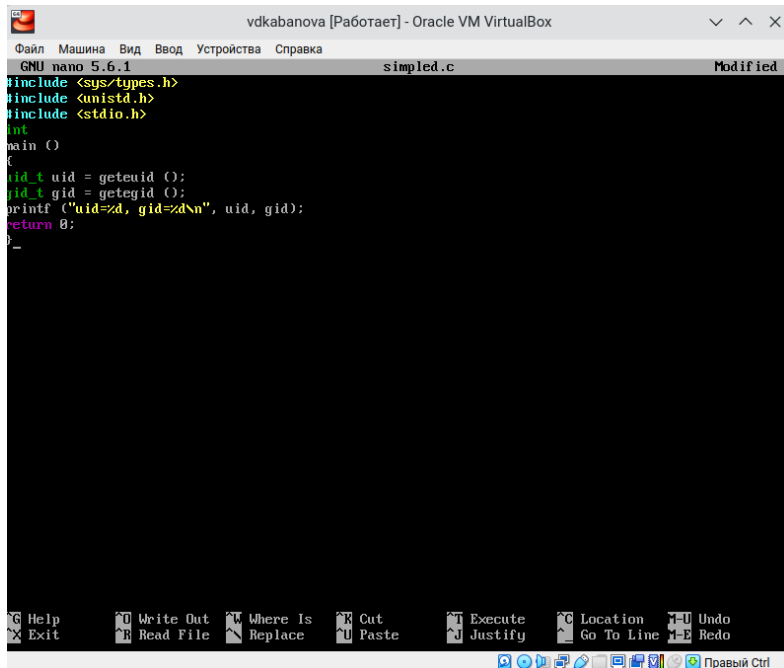 vdkabanova [Работает] - Oracle VM VirtualBox
Файл Машина Вид Ввод Устройства Справка
GNU nano 5.6.1 simpled.c Modified
#include <sys/types.h>
#include <unistd.h>
#include <stdio.h>
int
main ()
{
uid_t uid = geteuid ();
gid_t gid = getegid ();
printf ("uid=%d, gid=%d\n", uid, gid);
return 0;
}
^G Help ^O Write Out ^W Where Is ^K Cut ^T Execute ^C Location M-U Undo
^X Exit ^R Read File ^\ Replace ^U Paste ^J Justify ^_ Go To Line M-E Redo
Правый Ctrl